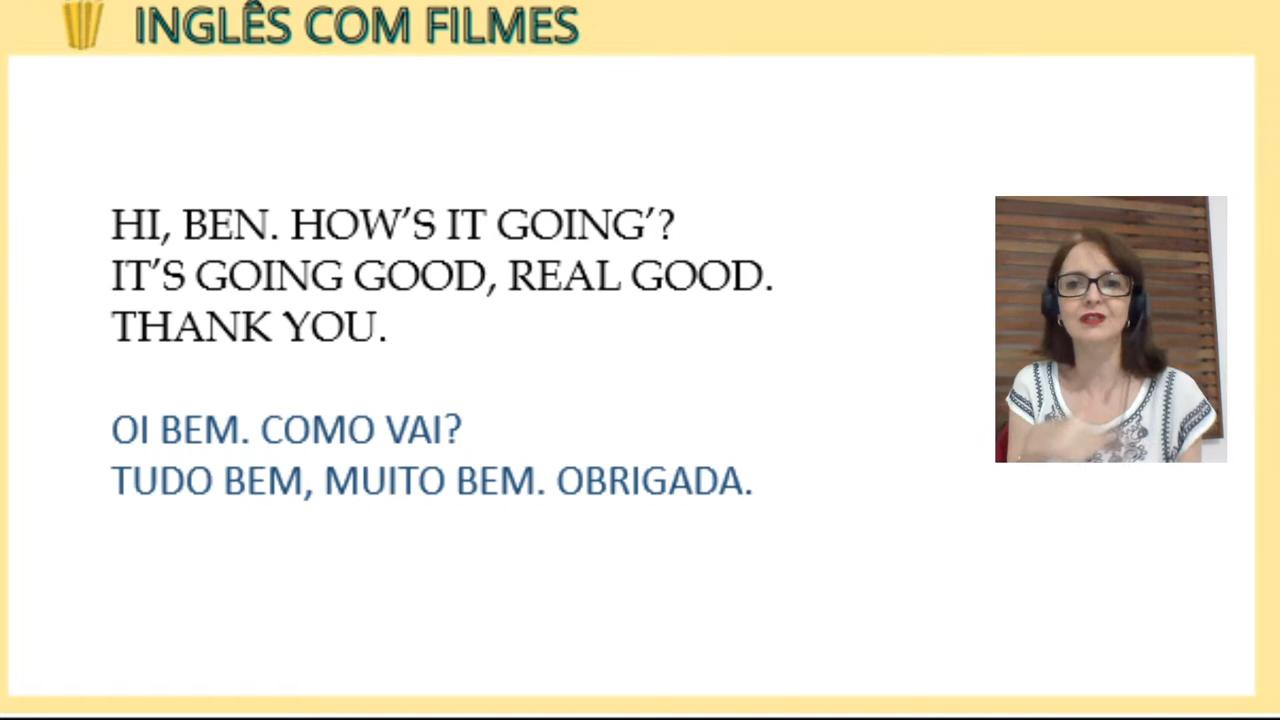 INGLÊS COM FILMES
HI, BEN. HOW’S IT GOING’?
IT’S GOING GOOD, REAL GOOD.
THANK YOU.
OI BEM. COMO VAI?
TUDO BEM, MUITO BEM. OBRIGADA.